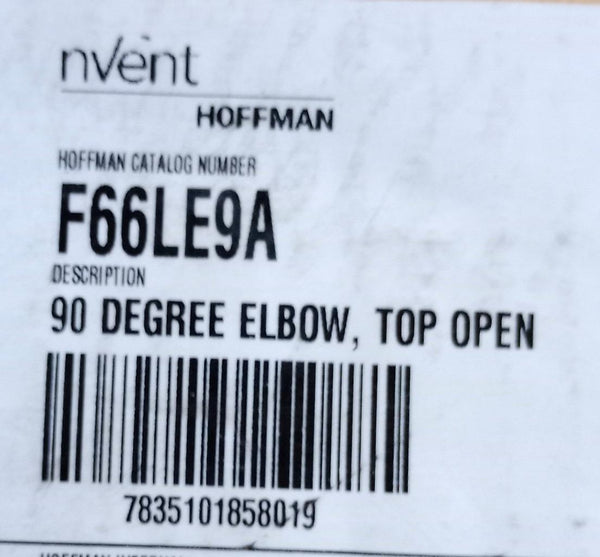 nvent
HOFFMAN
HOFFMAN CATALOG NUMBER
F66LE9A
DESCRIPTION
90 DEGREE ELBOW, TOP OPEN
7835101858019